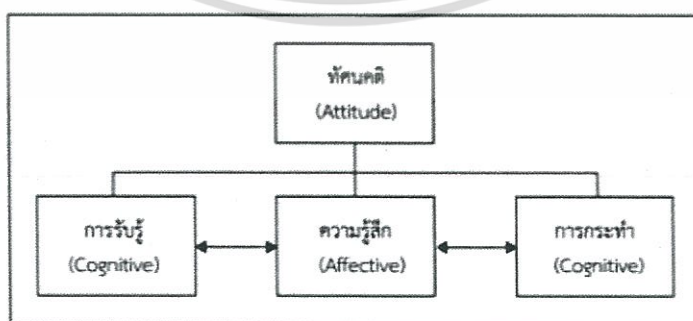 ทัศนคติ
(Attitude)
การรับรู้
(Cognitive)
ความรู้สึก
(Affective)
การกระทำ
(Cognitive)